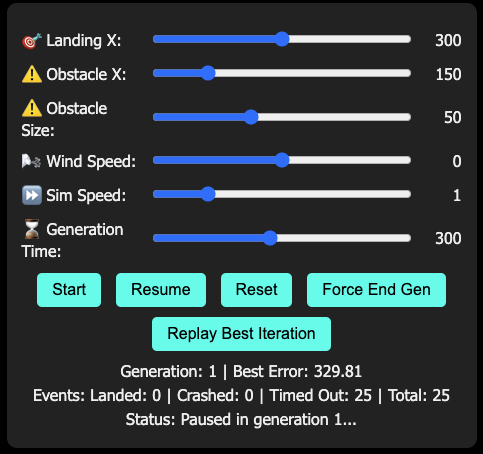 🎯 Landing X: 300
⚠️ Obstacle X: 150
⚠️ Obstacle
Size: 50
🌬️ Wind Speed: 0
⏩ Sim Speed: 1
⏳ Generation
Time: 300
Start Resume Reset Force End Gen
Replay Best Iteration
Generation: 1 | Best Error: 329.81
Events: Landed: 0 | Crashed: 0 | Timed Out: 25 | Total: 25
Status: Paused in generation 1...